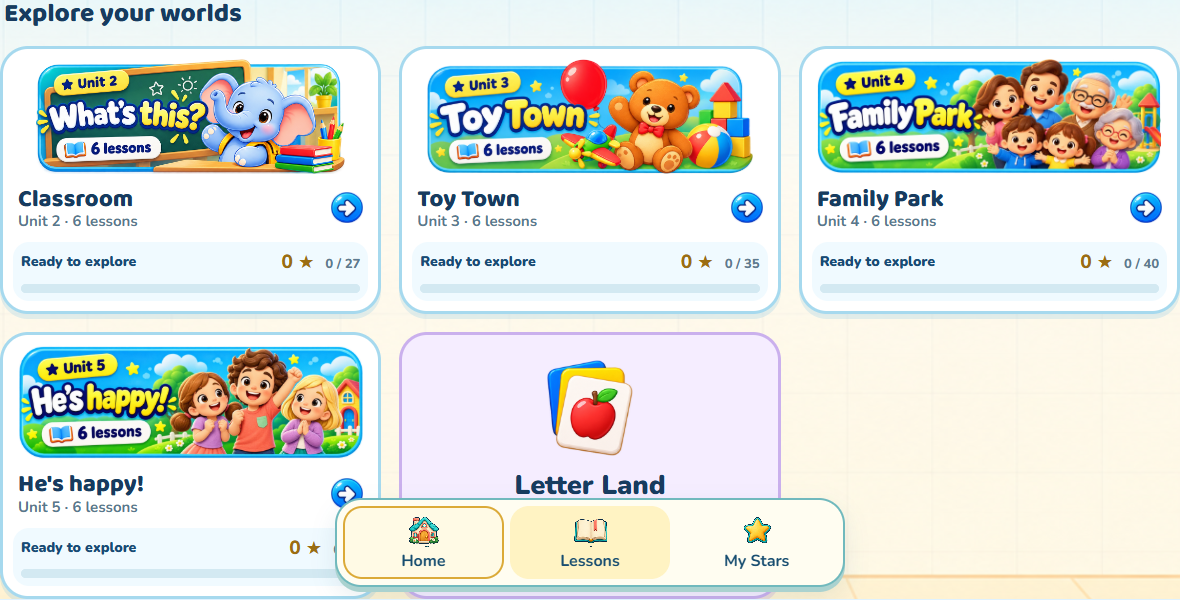 Explore your worlds
Unit 2
What's this?
6 lessons
Classroom
Unit 2 · 6 lessons
Ready to explore
0 ★ 0 / 27
Unit 3
Toy Town
6 lessons
Toy Town
Unit 3 · 6 lessons
Ready to explore
0 ★ 0 / 35
Unit 4
Family Park
6 lessons
Family Park
Unit 4 · 6 lessons
Ready to explore
0 ★ 0 / 40
Unit 5
He's happy!
6 lessons
He's happy!
Unit 5 · 6 lessons
Ready to explore
0 ★
Letter Land
Home
Lessons
My Stars